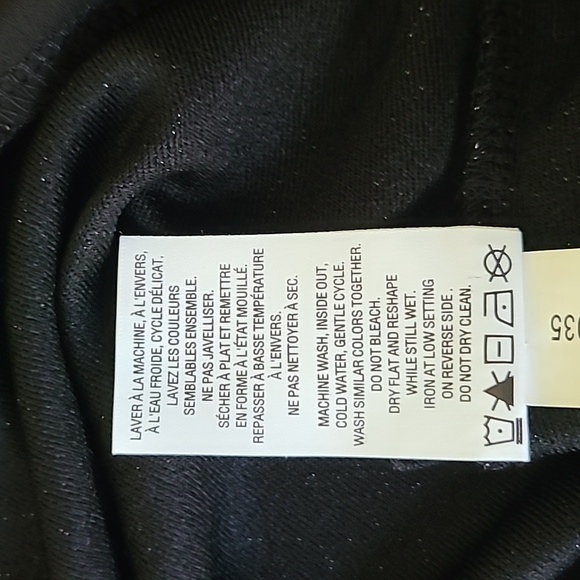 LAVER À LA MACHINE, À L'ENVERS,
À L'EAU FROIDE, CYCLE DÉLICAT.
LAVEZ LES COULEURS
SEMBLABLES ENSEMBLE.
NE PAS JAVELLISER.
SÉCHER À PLAT ET REMETTRE
EN FORME À L'ÉTAT MOUILLÉ.
REPASSER A BASSE TEMPÉRATURE
À L'ENVERS,
NE PAS NETTOYER À SEC.
MACHINE WASH, INSIDE OUT,
COLD WATER, GENTLE CYCLE.
WASH SIMILAR COLORS TOGETHER.
DO NOT BLEACH.
DRY FLAT AND RESHAPE
WHILE STILL WET.
IRON AT LOW SETTING
ON REVERSE SIDE.
DO NOT DRY CLEAN.
035